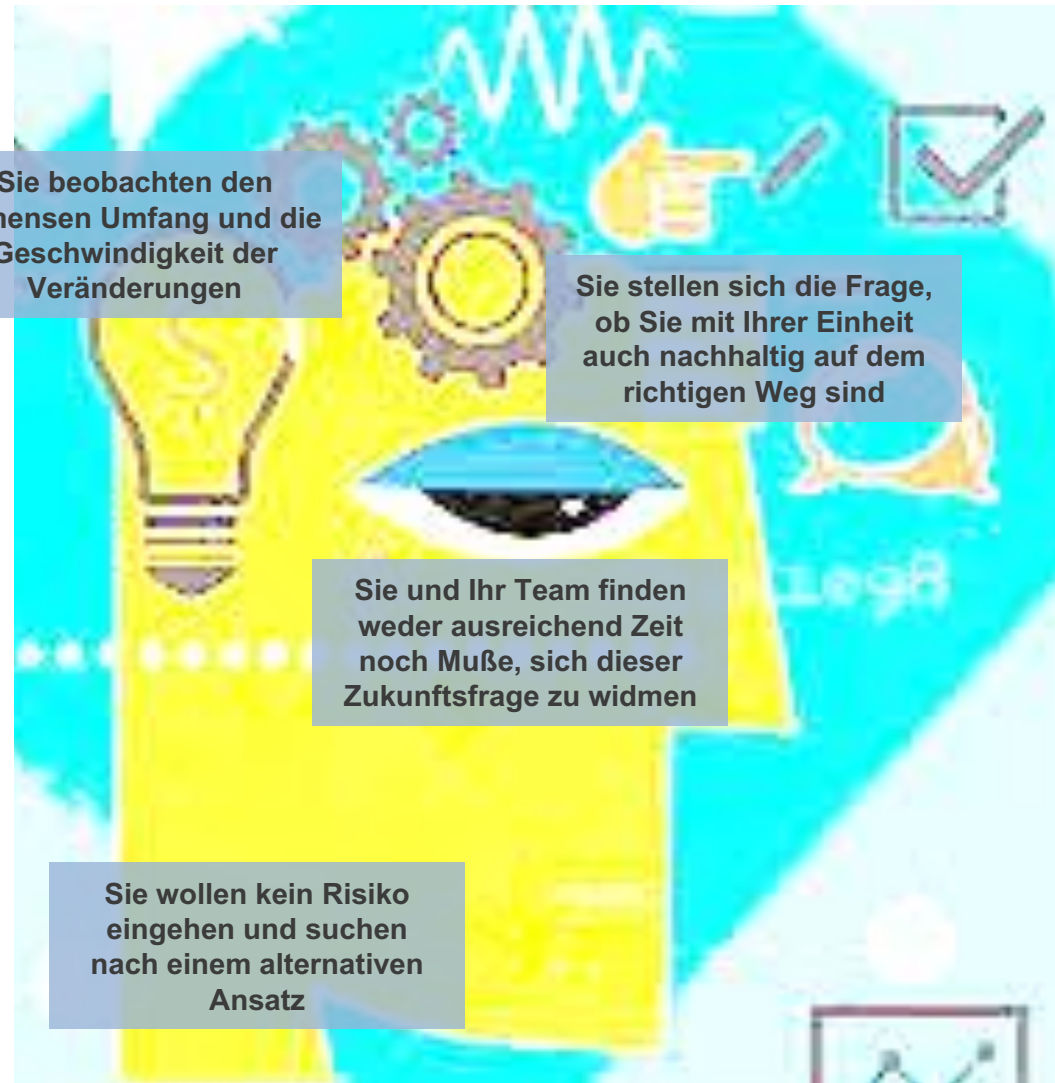 Sie beobachten den
mensen Umfang und die
Geschwindigkeit der
Veränderungen
Sie stellen sich die Frage,
ob Sie mit Ihrer Einheit
auch nachhaltig auf dem
richtigen Weg sind
Sie und Ihr Team finden
weder ausreichend Zeit
noch Muße, sich dieser
Zukunftsfrage zu widmen
Sie wollen kein Risiko
eingehen und suchen
nach einem alternativen
Ansatz